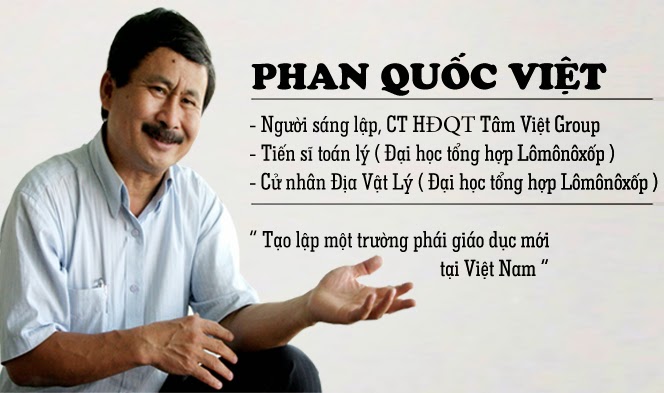 PHAN QUỐC VIỆT
- Người sáng lập, CT HĐQT Tâm Việt Group
- Tiến sĩ toán lý ( Đại học tổng hợp Lômônôxốp )
- Cử nhân Địa Vật Lý ( Đại học tổng hợp Lômônôxốp )
“ Tạo lập một trường phái giáo dục mới
tại Việt Nam “